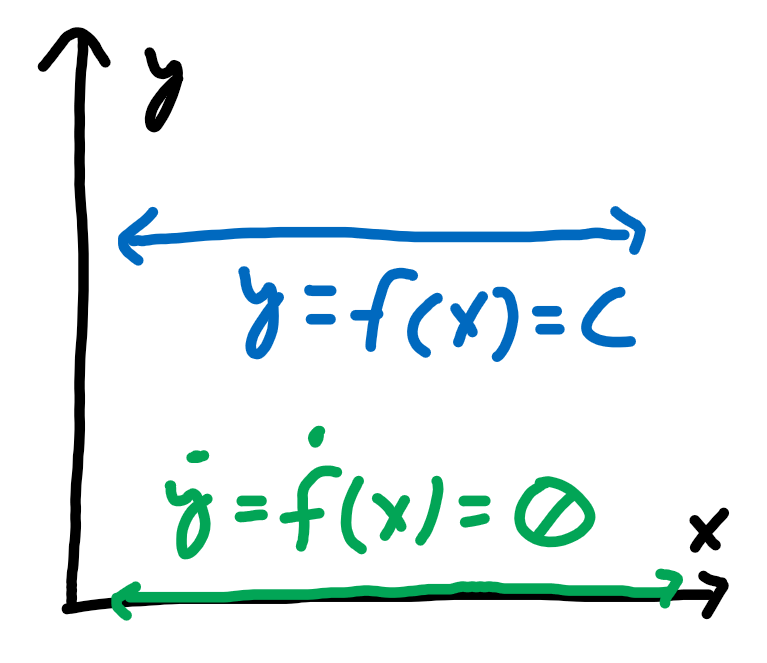 y
y = f(x) = C
ẏ = ḟ(x) = 0
x